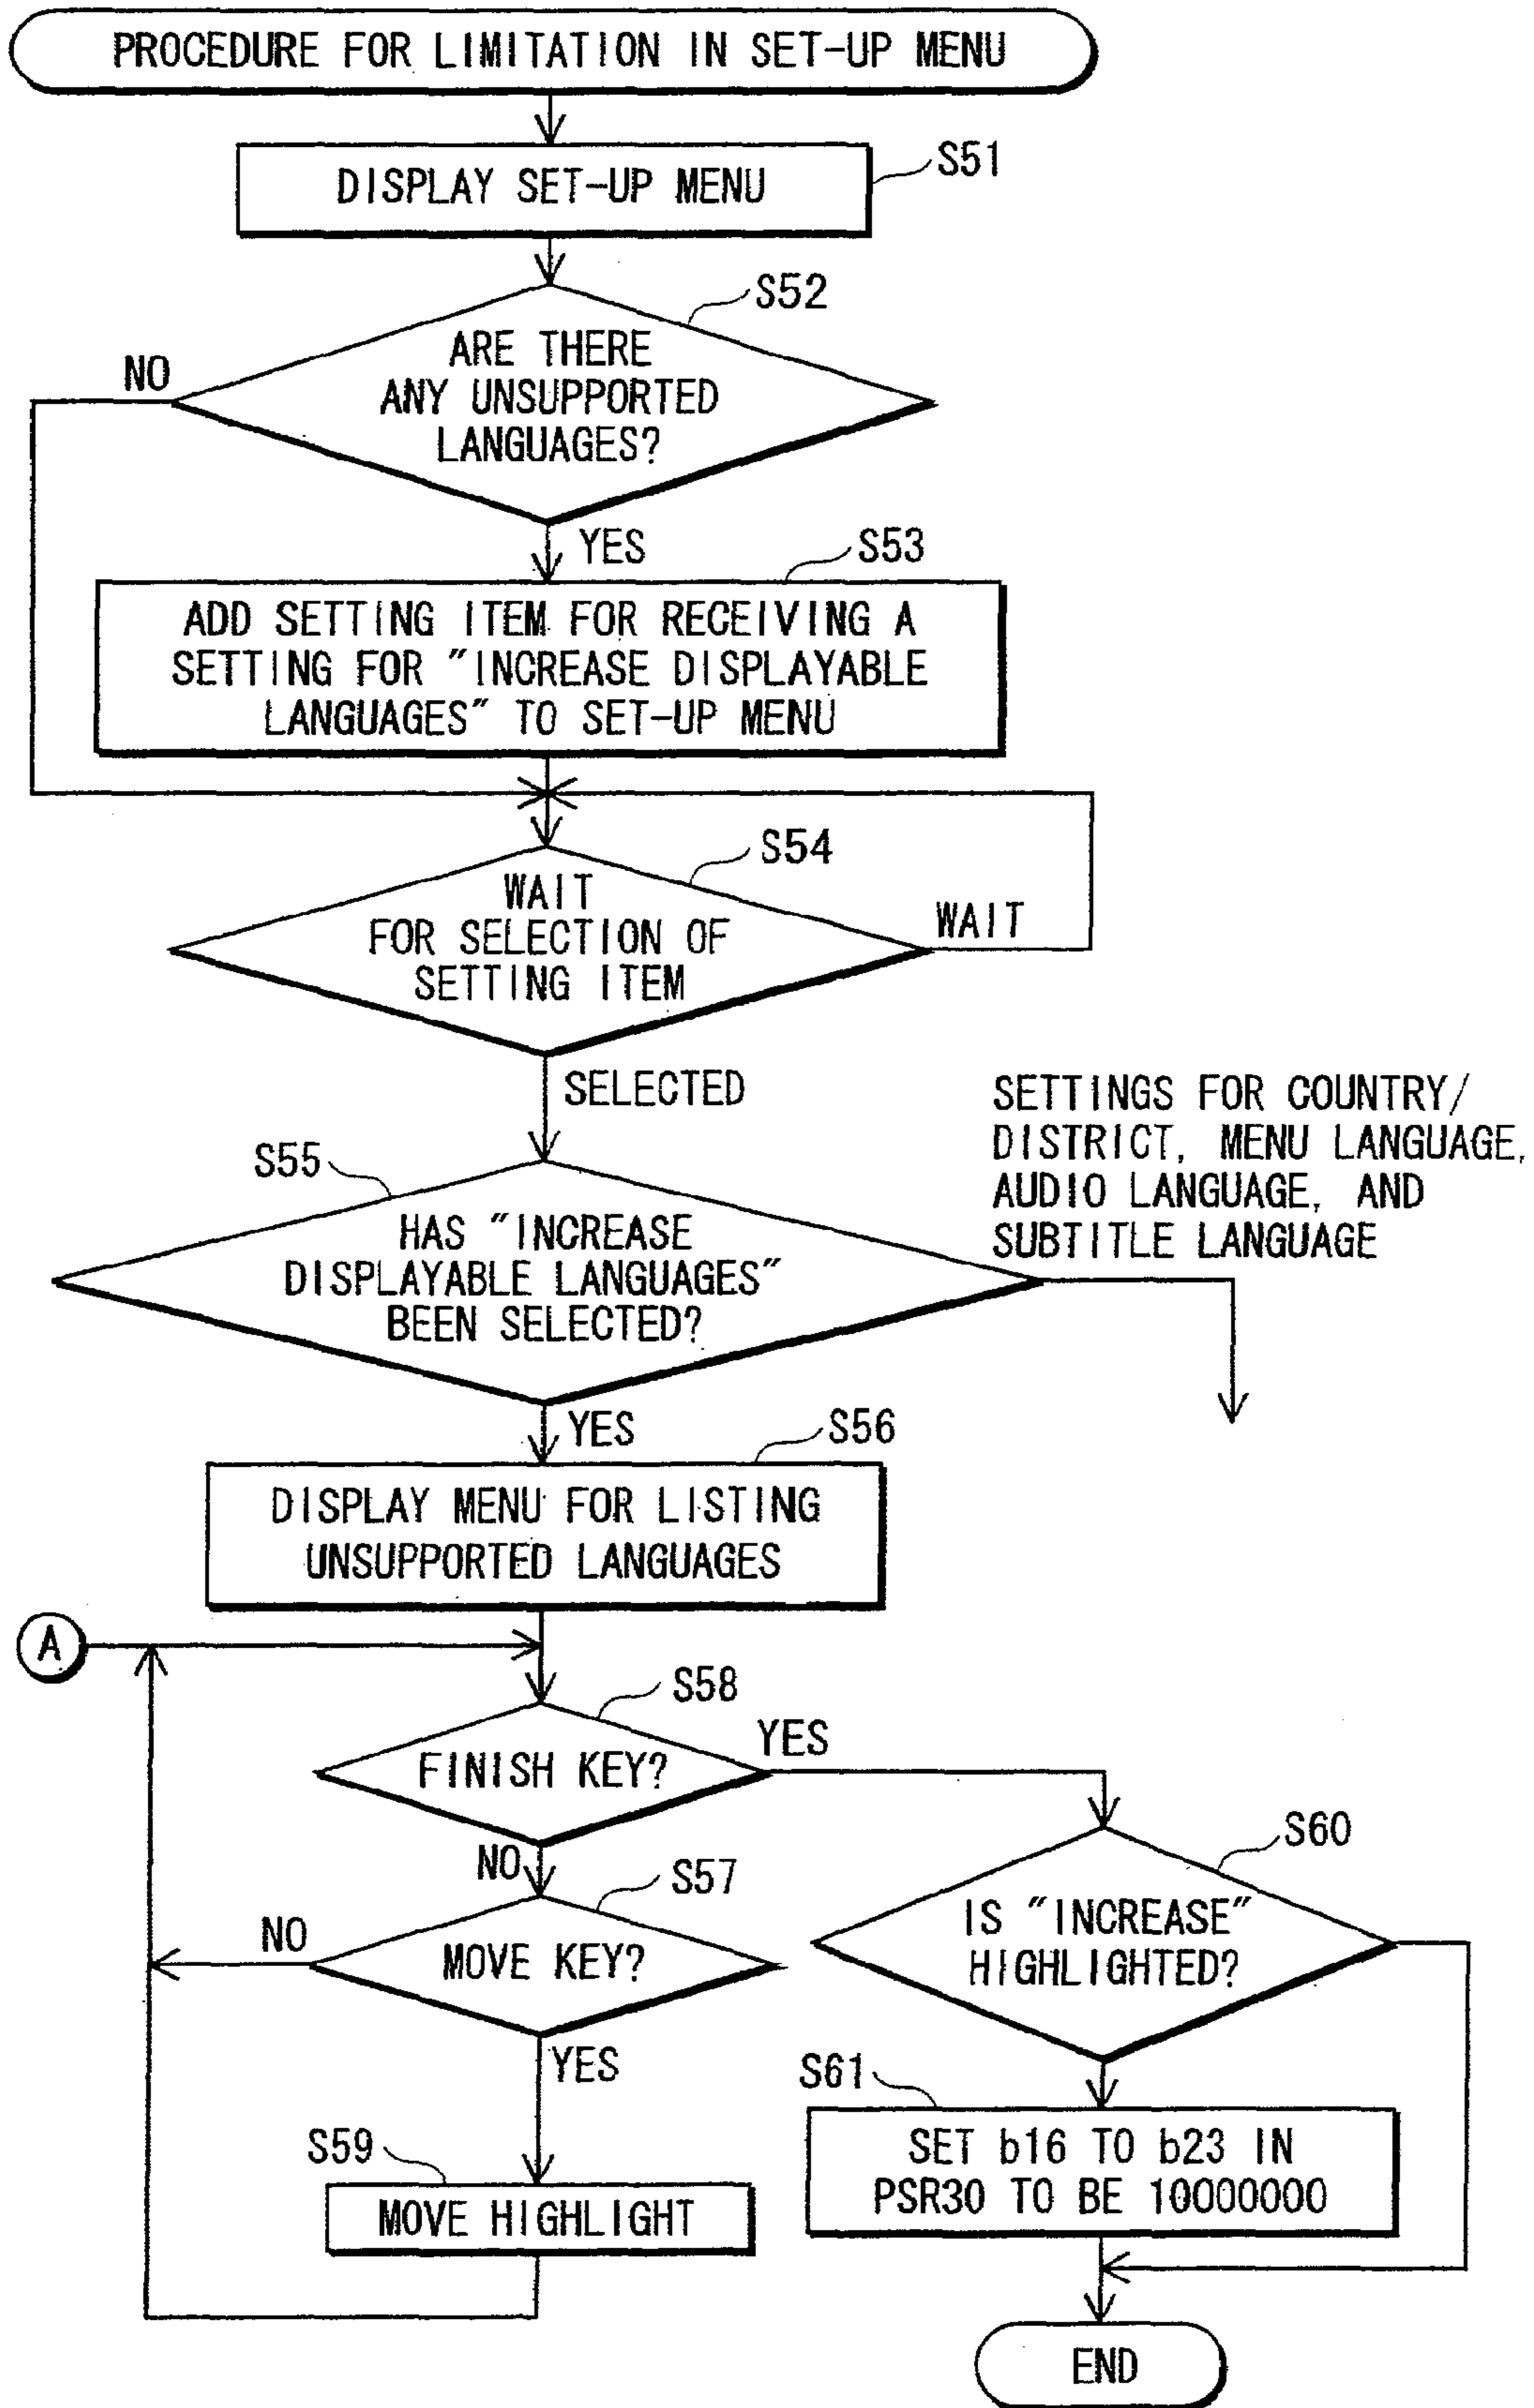 PROCEDURE FOR LIMITATION IN SET-UP MENU
S51
DISPLAY SET-UP MENU
S52
ARE THERE
ANY UNSUPPORTED
LANGUAGES?
NO
YES
S53
ADD SETTING ITEM FOR RECEIVING A
SETTING FOR "INCREASE DISPLAYABLE
LANGUAGES" TO SET-UP MENU
S54
WAIT
FOR SELECTION OF
SETTING ITEM
WAIT
SELECTED
SETTINGS FOR COUNTRY/
DISTRICT, MENU LANGUAGE,
AUDIO LANGUAGE, AND
SUBTITLE LANGUAGE
S55
HAS "INCREASE
DISPLAYABLE LANGUAGES"
BEEN SELECTED?
YES
S56
DISPLAY MENU FOR LISTING
UNSUPPORTED LANGUAGES
A
S58
FINISH KEY?
YES
NO
S57
MOVE KEY?
NO
YES
S59
MOVE HIGHLIGHT
S60
IS "INCREASE"
HIGHLIGHTED?
S61
SET b16 TO b23 IN
PSR30 TO BE 10000000
END